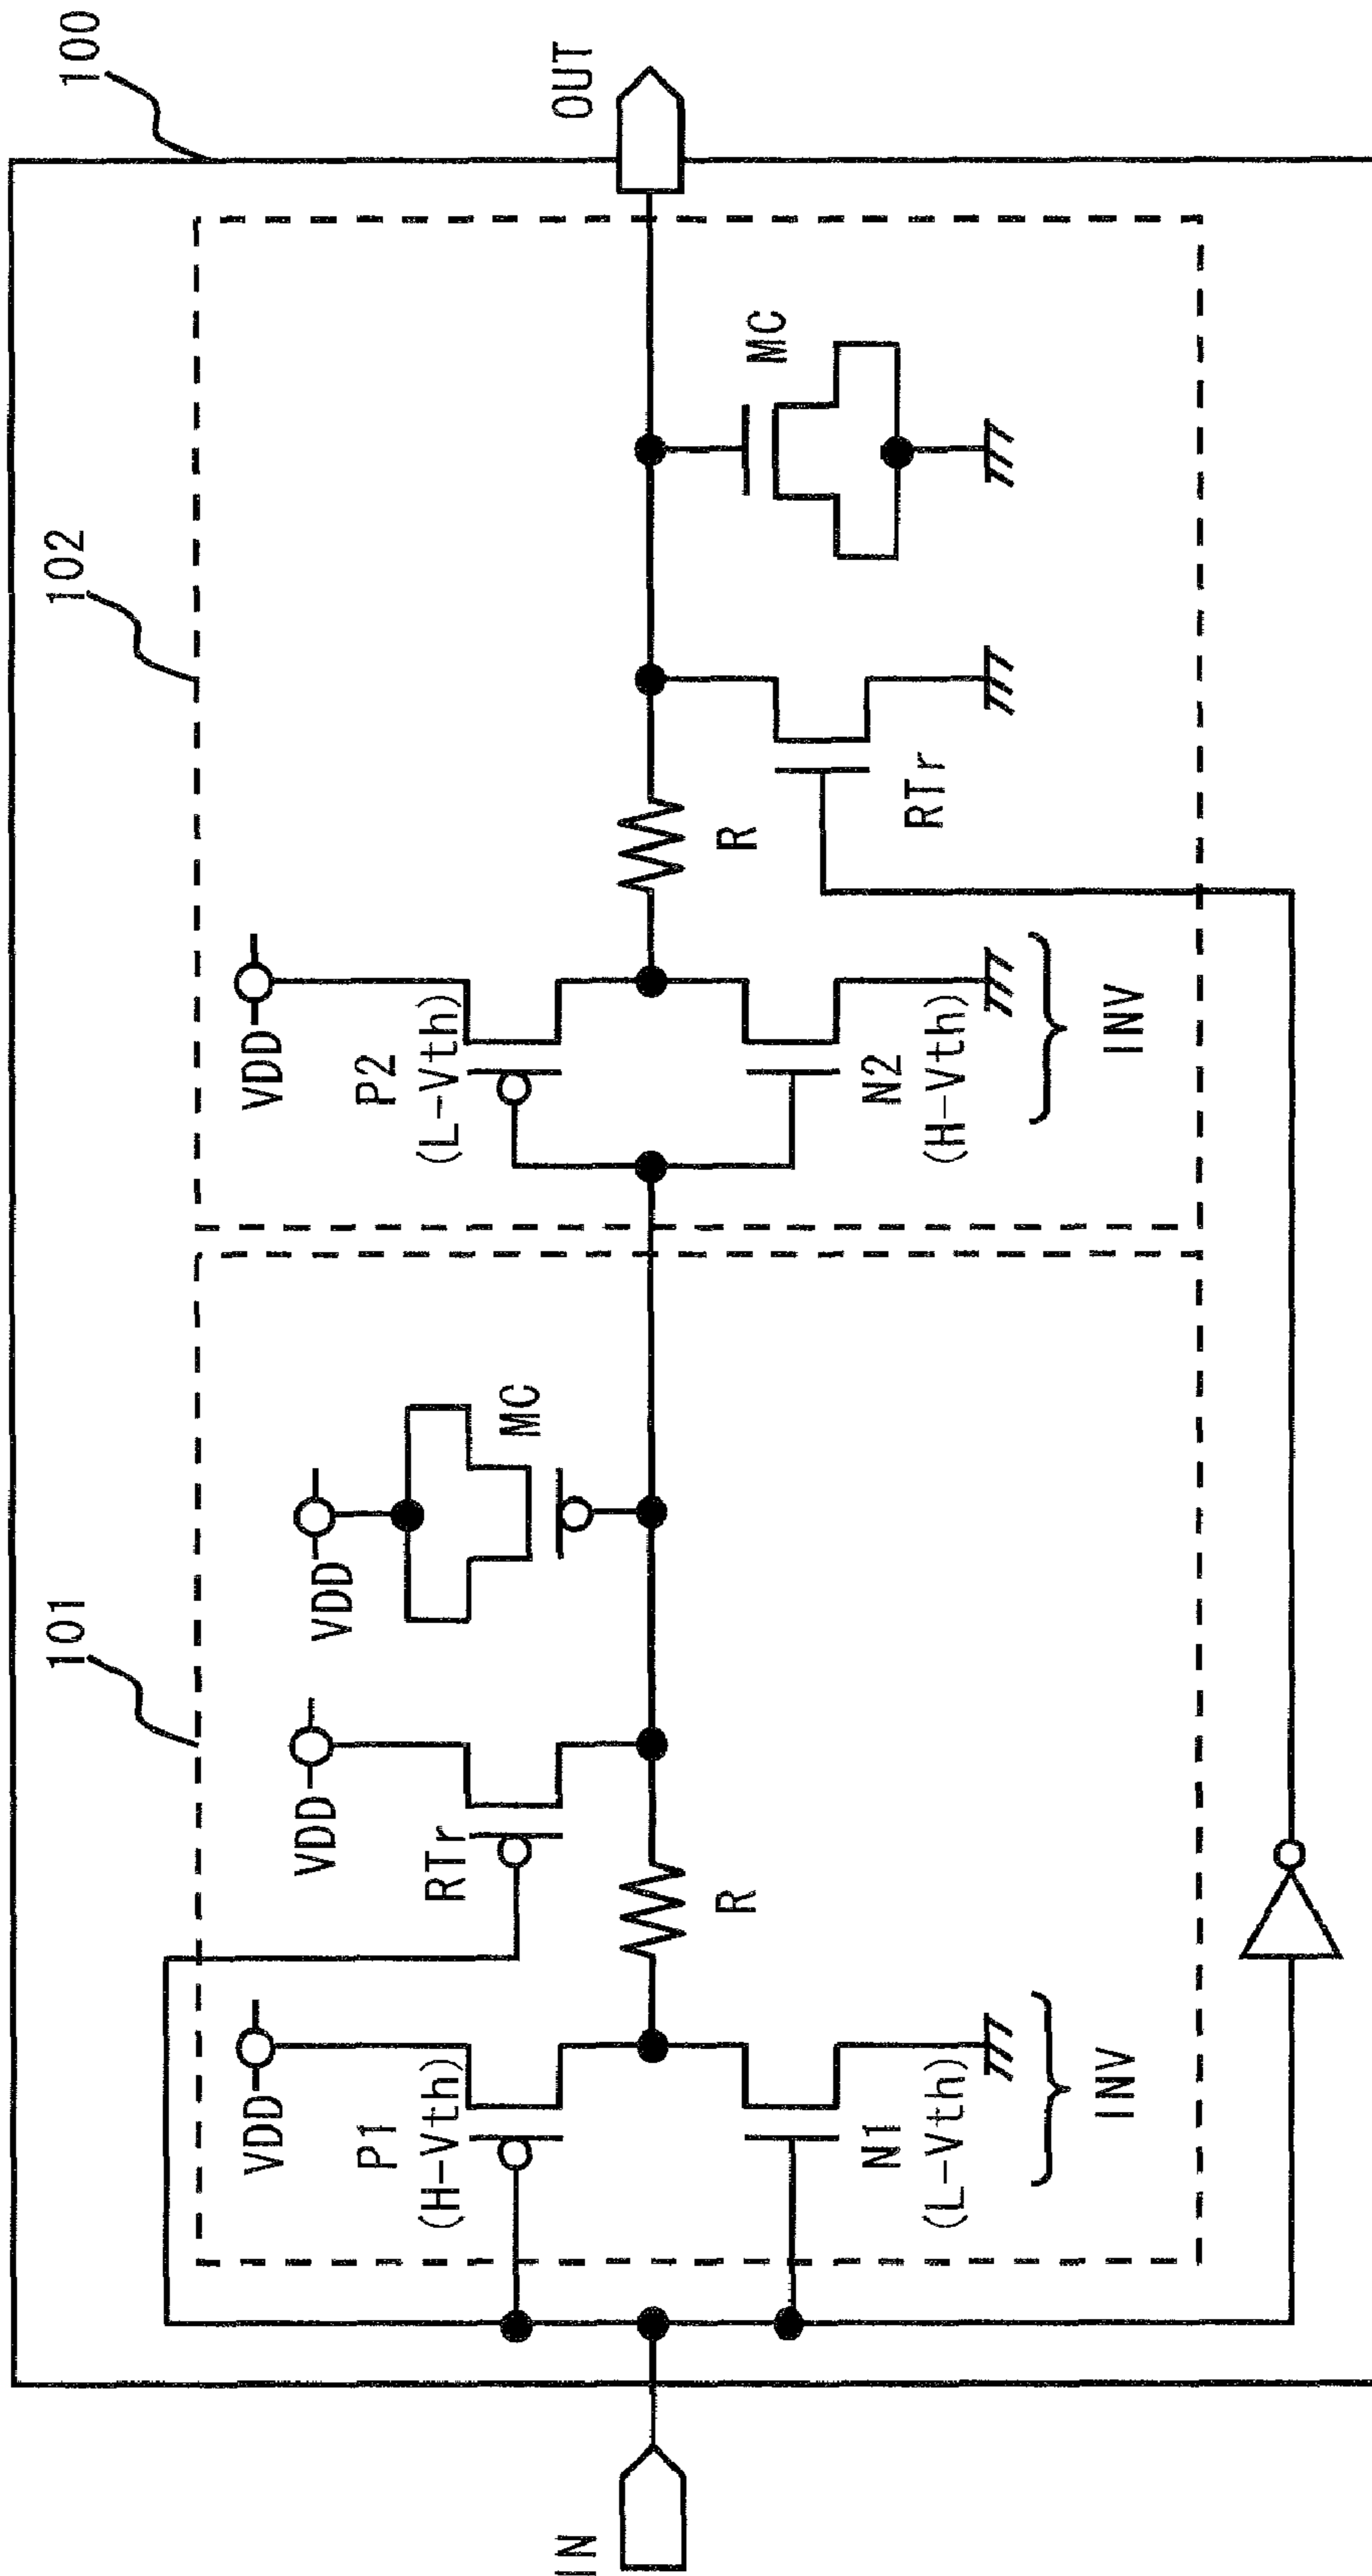 100
102
101
IN
VDD
P1
(H-Vth)
N1
(L-Vth)
INV
VDD
RTr
R
VDD
MC
VDD
P2
(L-Vth)
N2
(H-Vth)
INV
R
RTr
MC
OUT